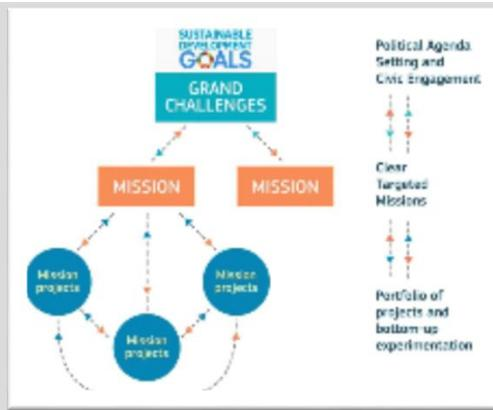 SUSTAINABLE
DEVELOPMENT
GOALS
GRAND
CHALLENGES
MISSION
MISSION
Mission
projects
Mission
projects
Mission
projects
Political Agenda
Setting and
Civic Engagement
Clear
Targeted
Missions
Portfolio of
projects and
bottom-up
experimentation